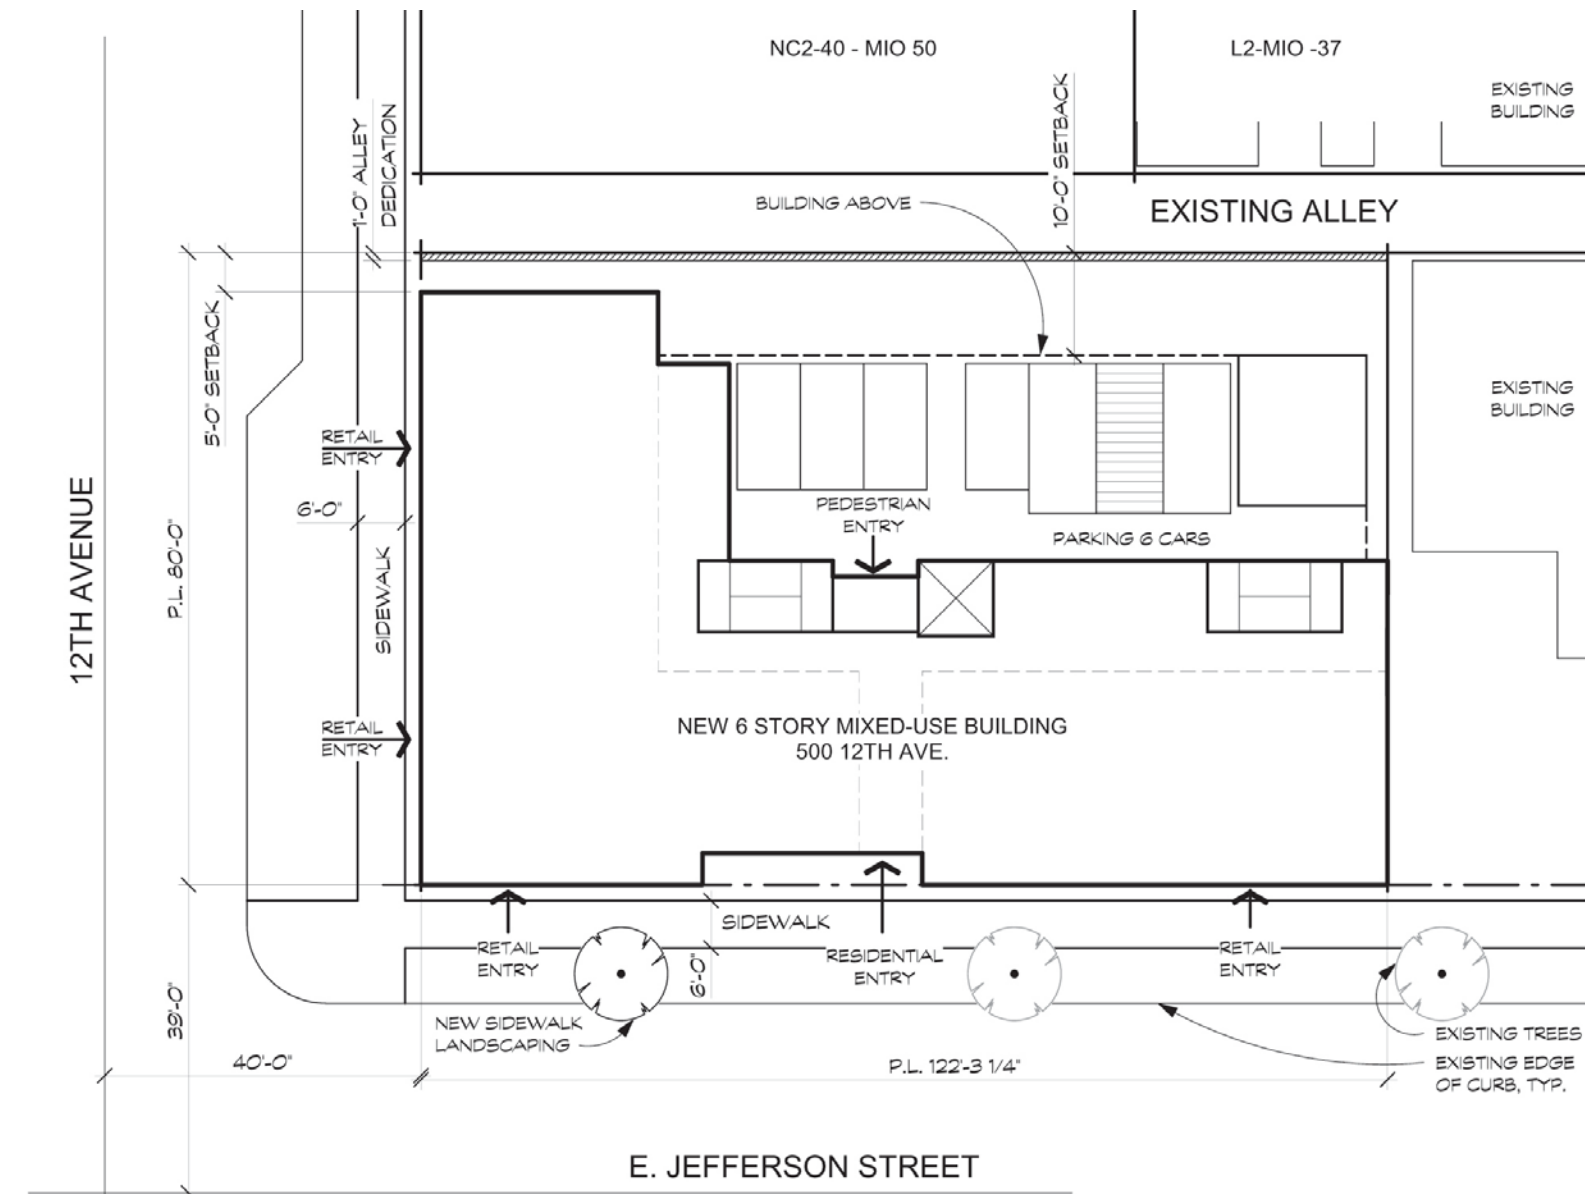 NC2-40 - MIO 50
L2-MIO -37
EXISTING
BUILDING
1'-0" ALLEY
DEDICATION
10'-0" SETBACK
BUILDING ABOVE
EXISTING ALLEY
5'-0" SETBACK
EXISTING
BUILDING
RETAIL
ENTRY
6'-0"
PEDESTRIAN
ENTRY
PARKING 6 CARS
12TH AVENUE
P.L. 80'-0"
SIDEWALK
RETAIL
ENTRY
NEW 6 STORY MIXED-USE BUILDING
500 12TH AVE.
SIDEWALK
RETAIL
ENTRY
6'-0"
RESIDENTIAL
ENTRY
RETAIL
ENTRY
39'-0"
NEW SIDEWALK
LANDSCAPING
EXISTING TREES
EXISTING EDGE
OF CURB, TYP.
40'-0"
P.L. 122'-3 1/4"
E. JEFFERSON STREET